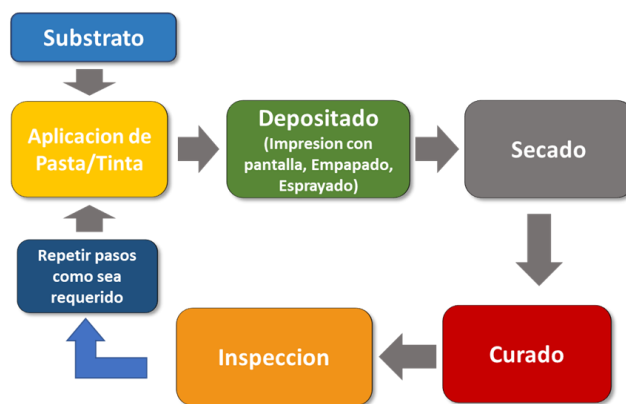 Substrato
Aplicacion de
Pasta/Tinta
Depositado
(Impresion con
pantalla, Empapado,
Esprayado)
Secado
Repetir pasos
como sea
requerido
Inspeccion
Curado